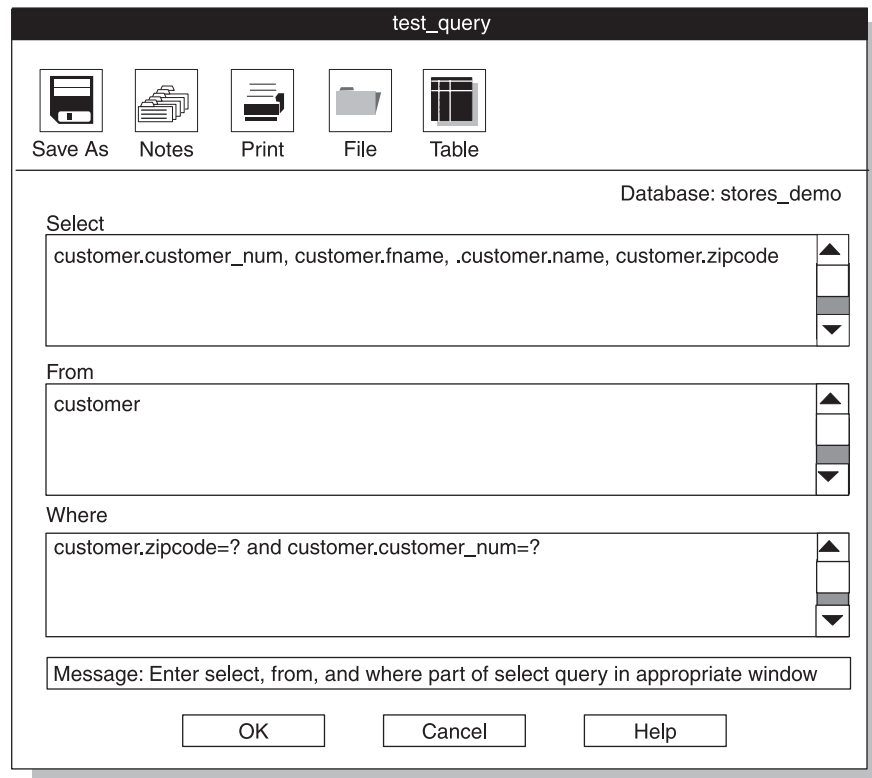 test_query
Save As Notes Print File Table
Database: stores_demo
Select
customer.customer_num, customer.fname, .customer.name, customer.zipcode
From
customer
Where
customer.zipcode=? and customer.customer_num=?
Message: Enter select, from, and where part of select query in appropriate window
OK Cancel Help